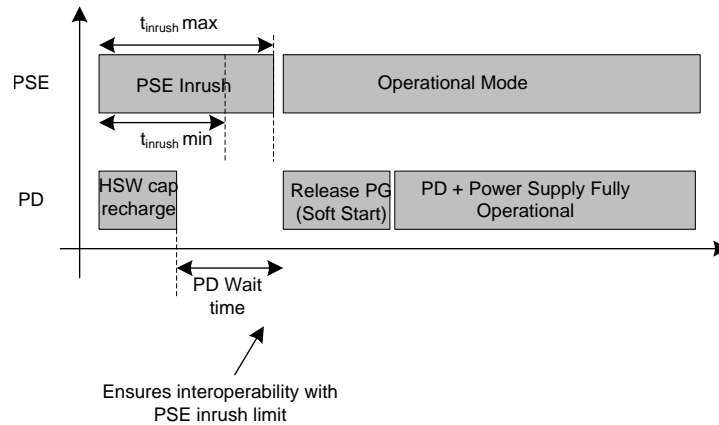 tinrush max
PSE
PSE Inrush
Operational Mode
tinrush min
PD
HSW cap
recharge
Release PG
(Soft Start)
PD + Power Supply Fully
Operational
PD Wait
time
Ensures interoperability with
PSE inrush limit